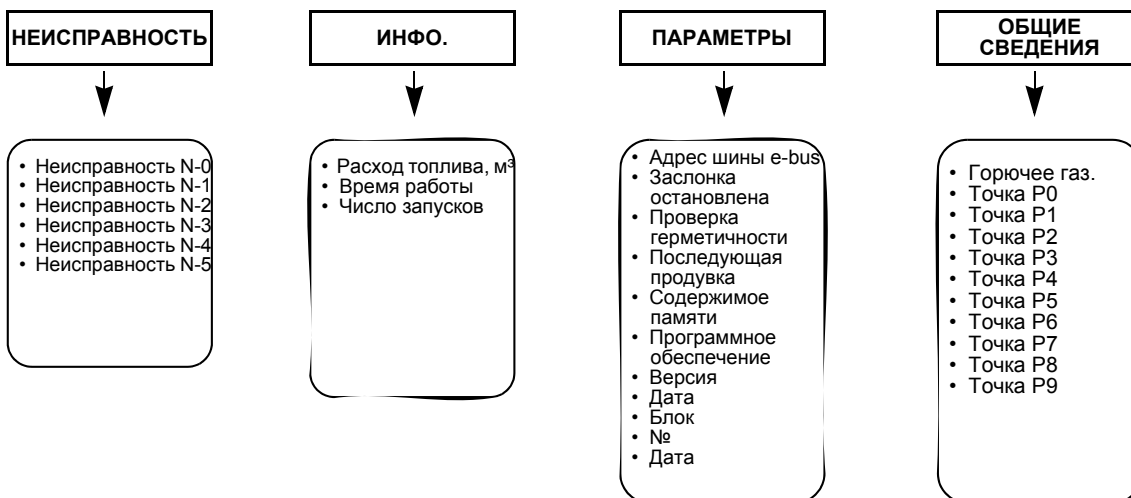 НЕИСПРАВНОСТЬ
• Неисправность N-0
• Неисправность N-1
• Неисправность N-2
• Неисправность N-3
• Неисправность N-4
• Неисправность N-5
ИНФО.
• Расход топлива, м³
• Время работы
• Число запусков
ПАРАМЕТРЫ
• Адрес шины e-bus
• Заслонка
остановлена
• Проверка
герметичности
• Последующая
продувка
• Содержимое
памяти
• Программное
обеспечение
• Версия
• Дата
• Блок
• №
• Дата
ОБЩИЕ
СВЕДЕНИЯ
• Горючее газ.
• Точка P0
• Точка P1
• Точка P2
• Точка P3
• Точка P4
• Точка P5
• Точка P6
• Точка P7
• Точка P8
• Точка P9